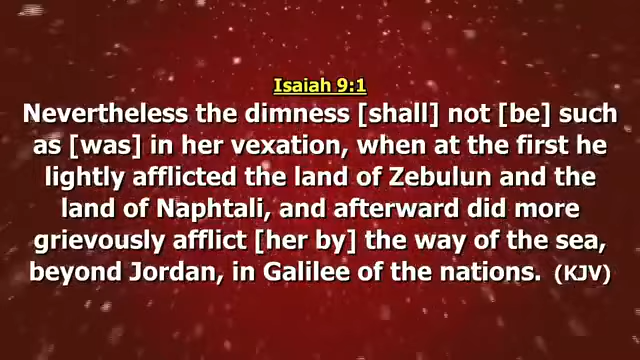 Isaiah 9:1
Nevertheless the dimness [shall] not [be] such
as [was] in her vexation, when at the first he
lightly afflicted the land of Zebulun and the
land of Naphtali, and afterward did more
grievously afflict [her by] the way of the sea,
beyond Jordan, in Galilee of the nations. (KJV)